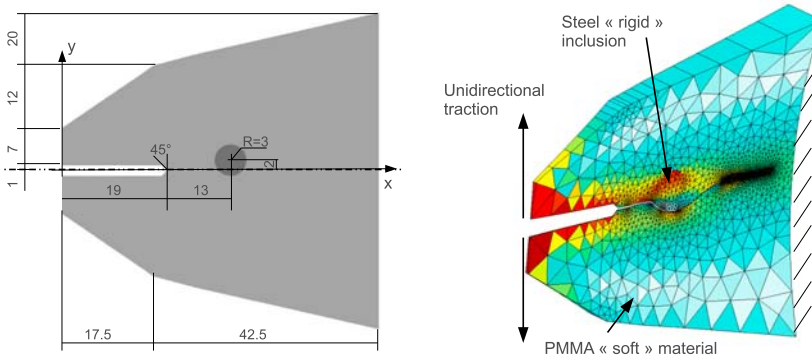 20
12
7
1
y
x
45°
R=3
2
19
13
17.5
42.5
Steel « rigid »
inclusion
Unidirectional
traction
PMMA « soft » material